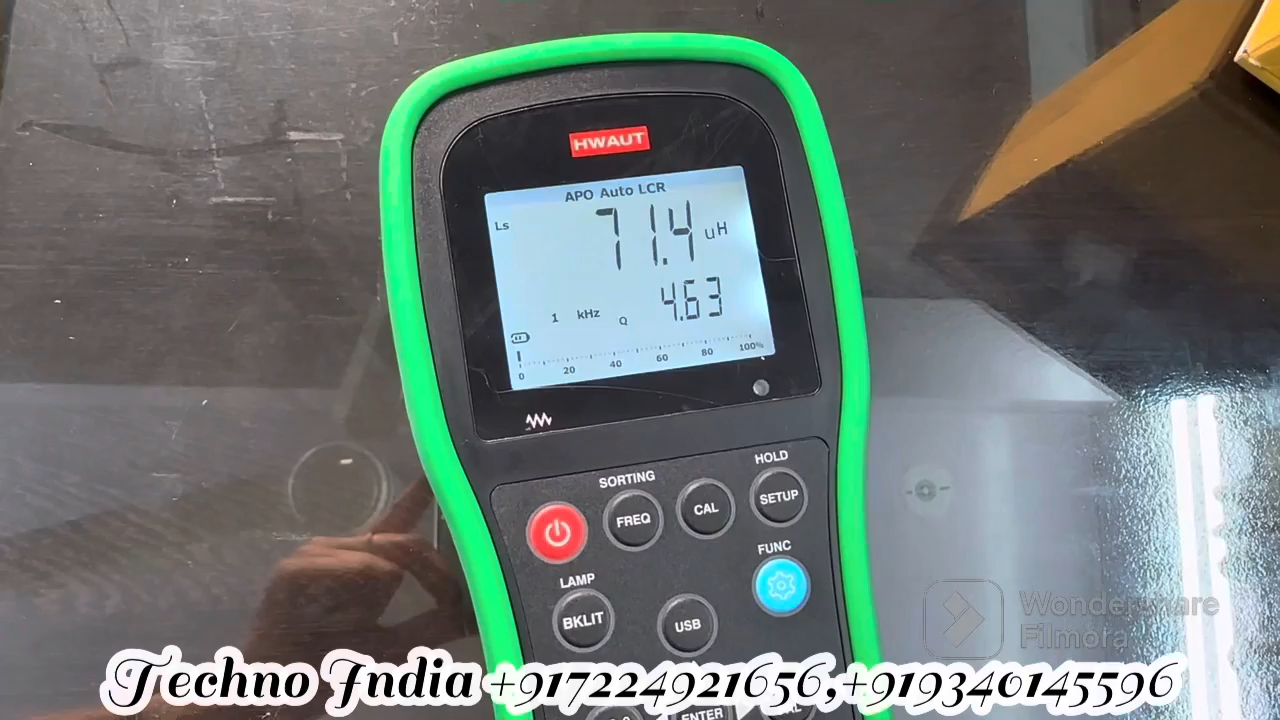 HWAUT
APO Auto LCR
Ls 71.4 uH
1 kHz Q 4.63
0 20 40 60 80 100%
HOLD
SORTING
FREQ CAL SETUP
FUNC
LAMP
BKLIT USB
ENTER
Wondershare
Filmora
Techno India +917224921656,+919340145596